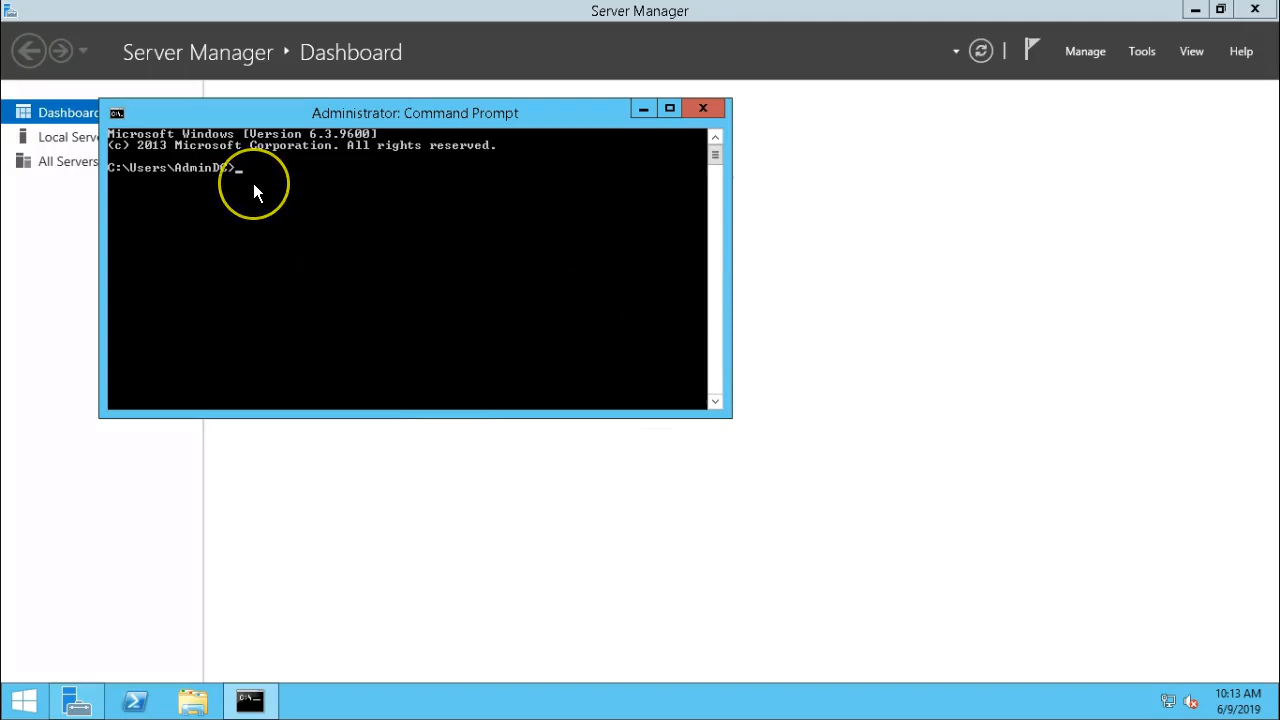 Server Manager
Server Manager ‣ Dashboard
Manage Tools View Help
Dashboard
Local Serv
All Servers
Administrator: Command Prompt
Microsoft Windows [Version 6.3.9600]
(c) 2013 Microsoft Corporation. All rights reserved.
C:\Users\AdminDC>_
10:13 AM
6/9/2019